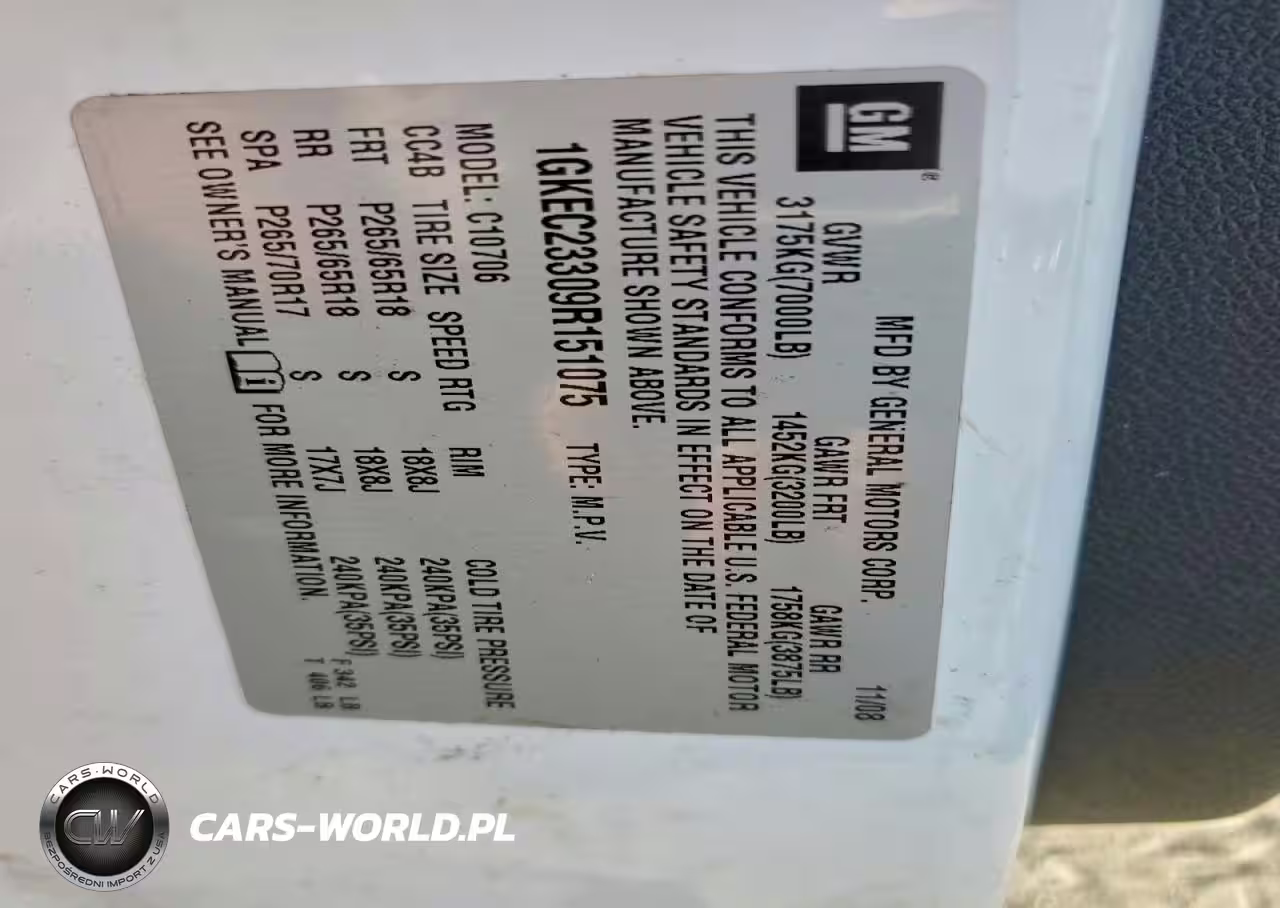 GM®
MFD BY GENERAL MOTORS CORP. 11/08
GVWR GAWR FRT GAWR RR
3175KG(7000LB) 1452KG(3200LB) 1758KG(3875LB)
THIS VEHICLE CONFORMS TO ALL APPLICABLE U.S. FEDERAL MOTOR
VEHICLE SAFETY STANDARDS IN EFFECT ON THE DATE OF
MANUFACTURE SHOWN ABOVE.
1GKEC23309R151075 TYPE: M.P.V.
MODEL: C10706
CC4B TIRE SIZE SPEED RTG RIM COLD TIRE PRESSURE
FRT P265/65R18 S 18X8J 240KPA(35PSI)
RR P265/65R18 S 18X8J 240KPA(35PSI)
SPA P265/70R17 S 17X7J 240KPA(35PSI)
SEE OWNER'S MANUAL FOR MORE INFORMATION.
F 342 LB
T 406 LB
CARS-WORLD
CW
BEZPOŚREDNI IMPORT Z USA
CARS-WORLD.PL